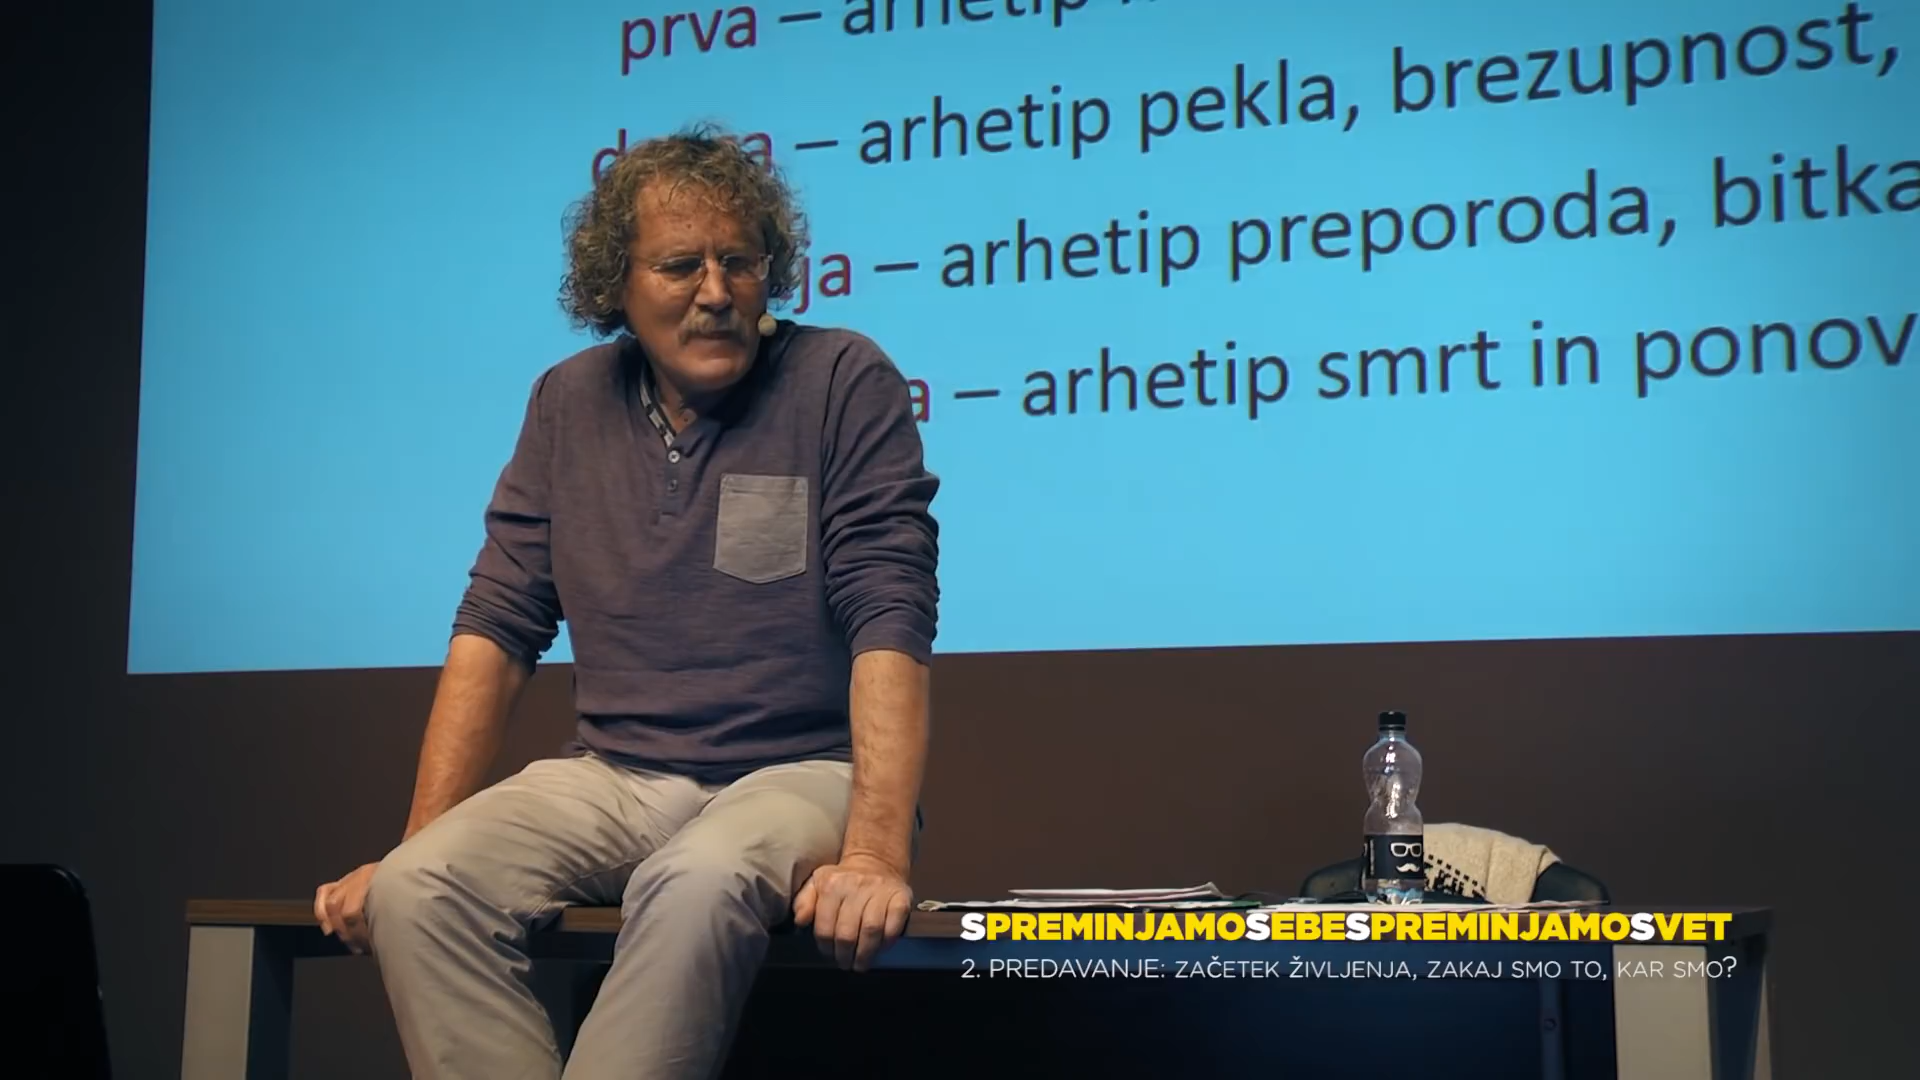 prva – arhetip
– arhetip pekla, brezupnost,
ja – arhetip preporoda, bitka
a – arhetip smrt in ponov
SPREMINJAMOSEBESPREMINJAMOSVET
2. PREDAVANJE: ZAČETEK ŽIVLJENJA, ZAKAJ SMO TO, KAR SMO?